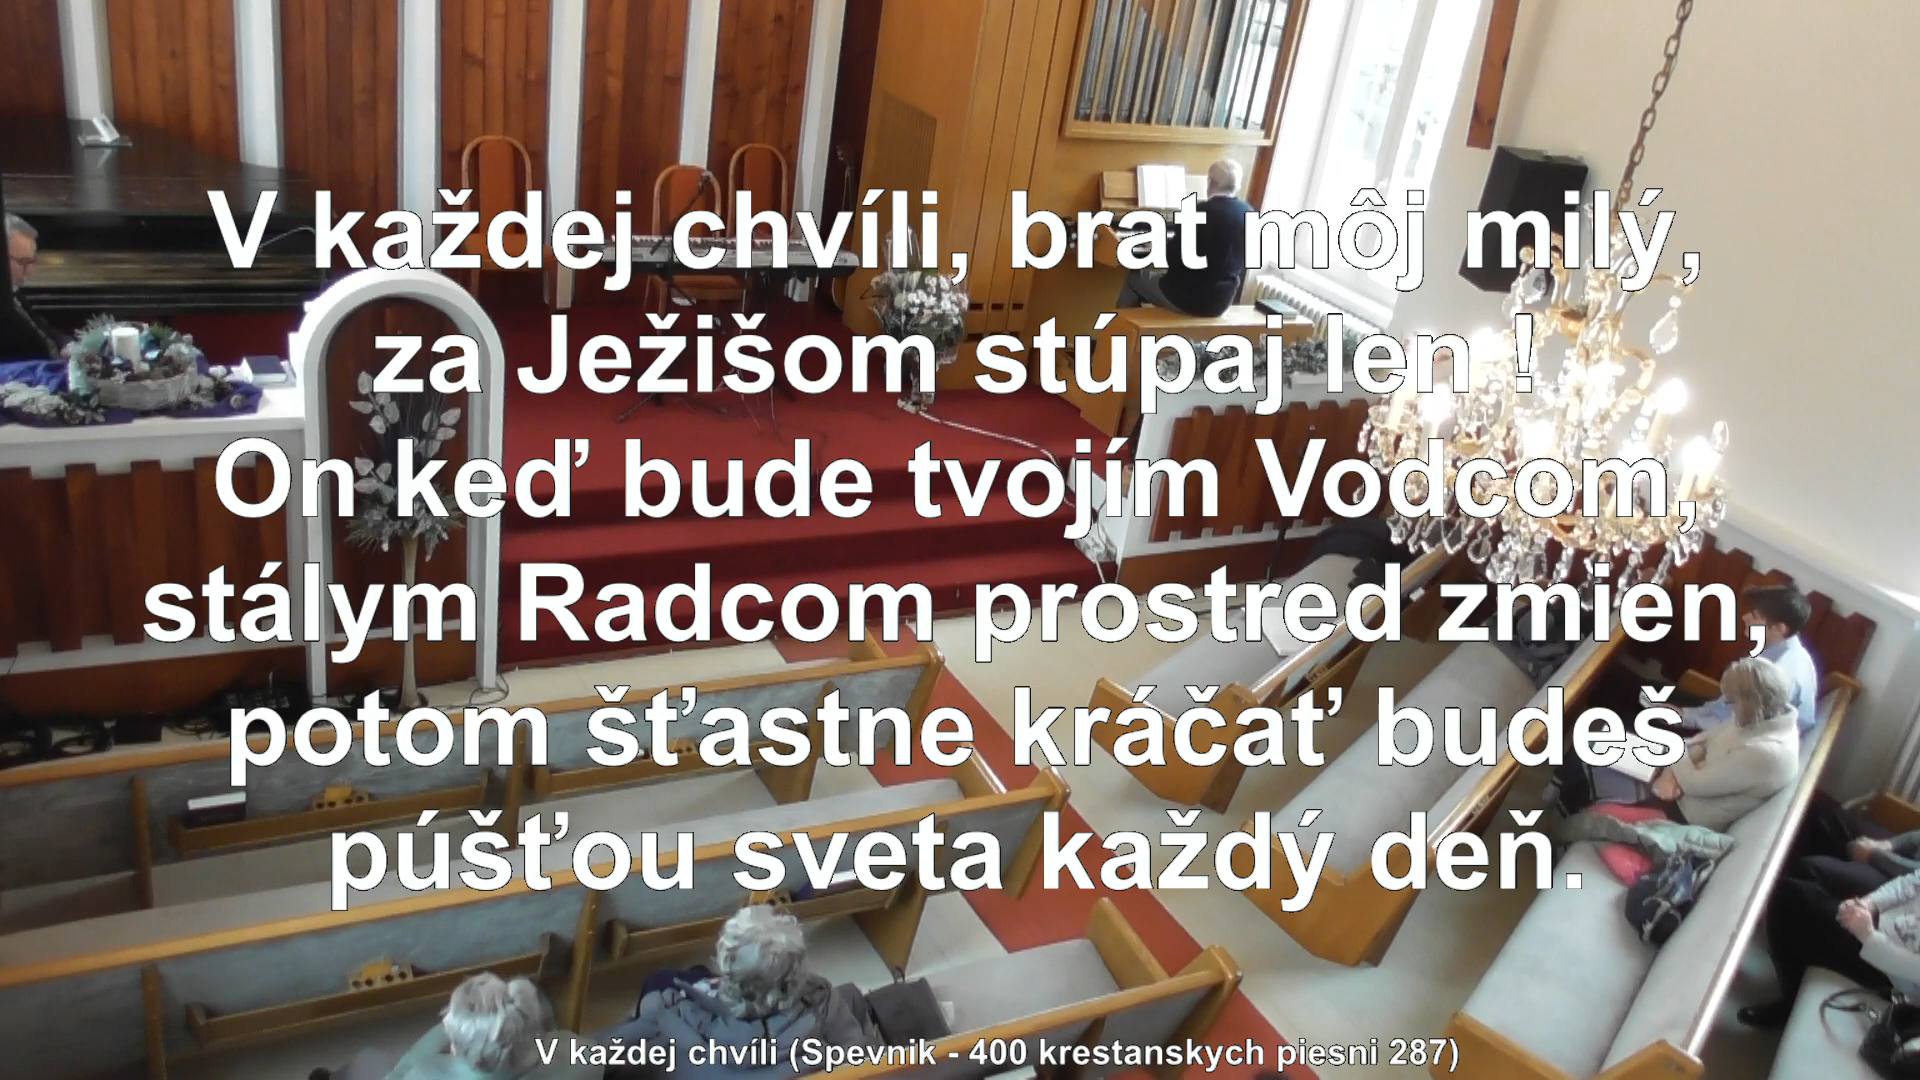 V každej chvíli, brat môj milý,
za Ježišom stúpaj len !
On keď bude tvojím Vodcom,
stálym Radcom prostred zmien,
potom šťastne kráčať budeš
púšťou sveta každý deň.
V každej chvíli (Spevnik - 400 krestanskych piesni 287)